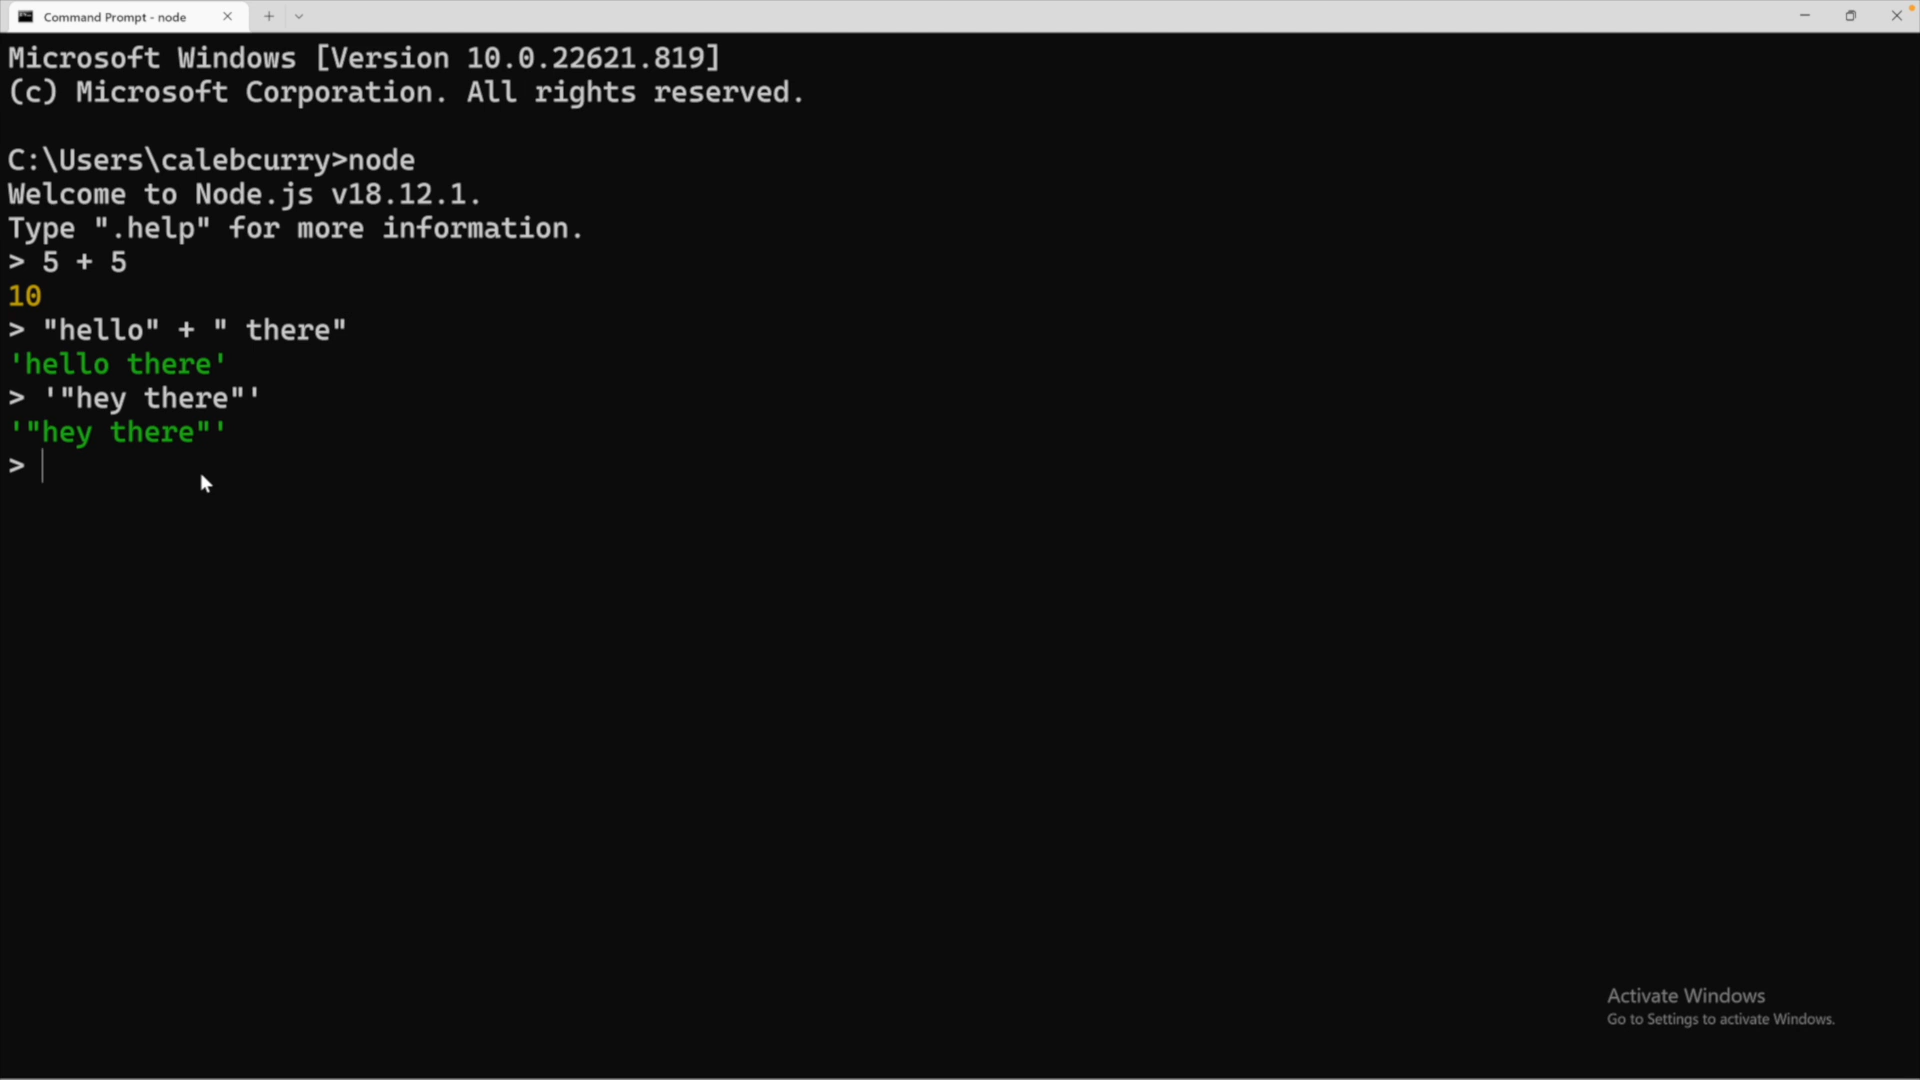 Command Prompt - node
Microsoft Windows [Version 10.0.22621.819]
(c) Microsoft Corporation. All rights reserved.
C:\Users\calebcurry>node
Welcome to Node.js v18.12.1.
Type ".help" for more information.
> 5 + 5
10
> "hello" + " there"
'hello there'
> '"hey there"'
'"hey there"'
>
Activate Windows
Go to Settings to activate Windows.